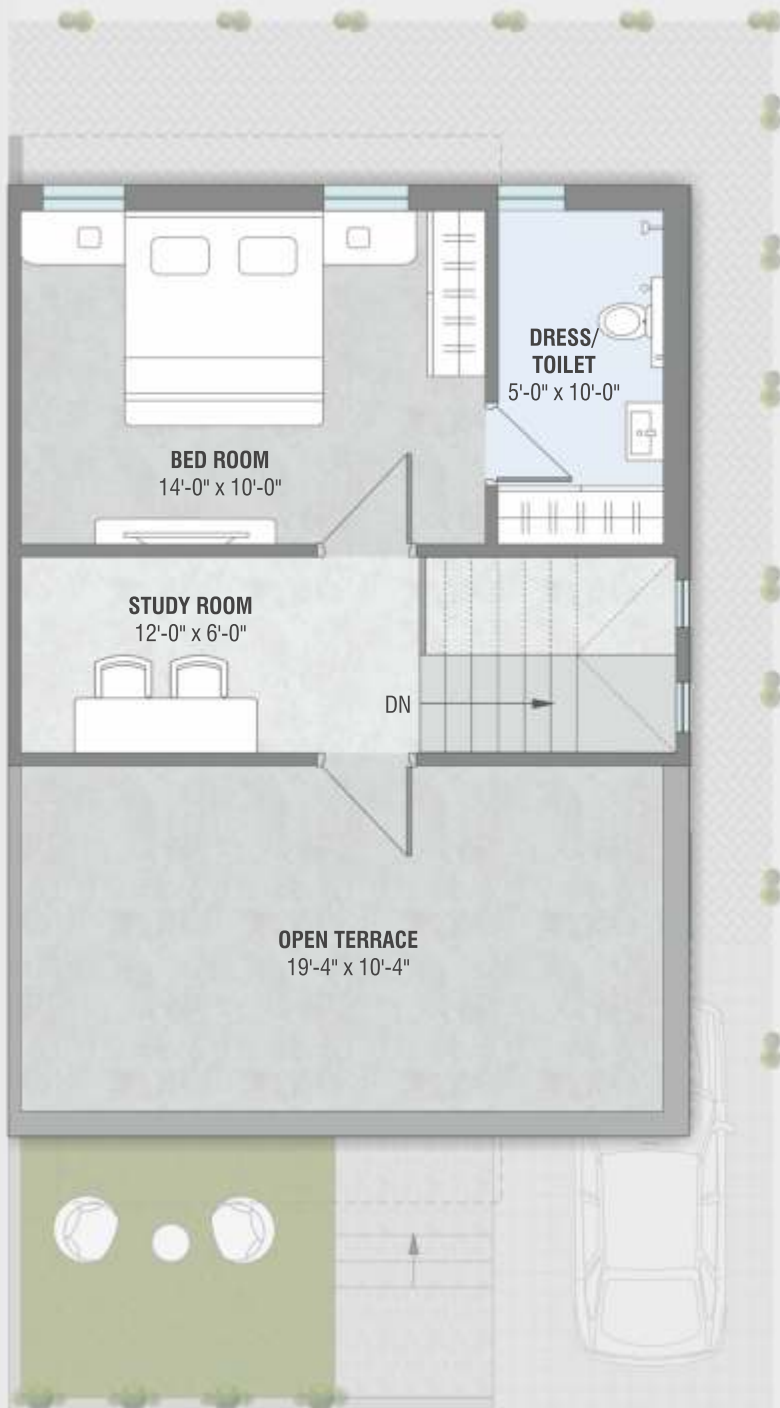 DRESS/
TOILET
5'-0" x 10'-0"
BED ROOM
14'-0" x 10'-0"
STUDY ROOM
12'-0" x 6'-0"
DN
OPEN TERRACE
19'-4" x 10'-4"